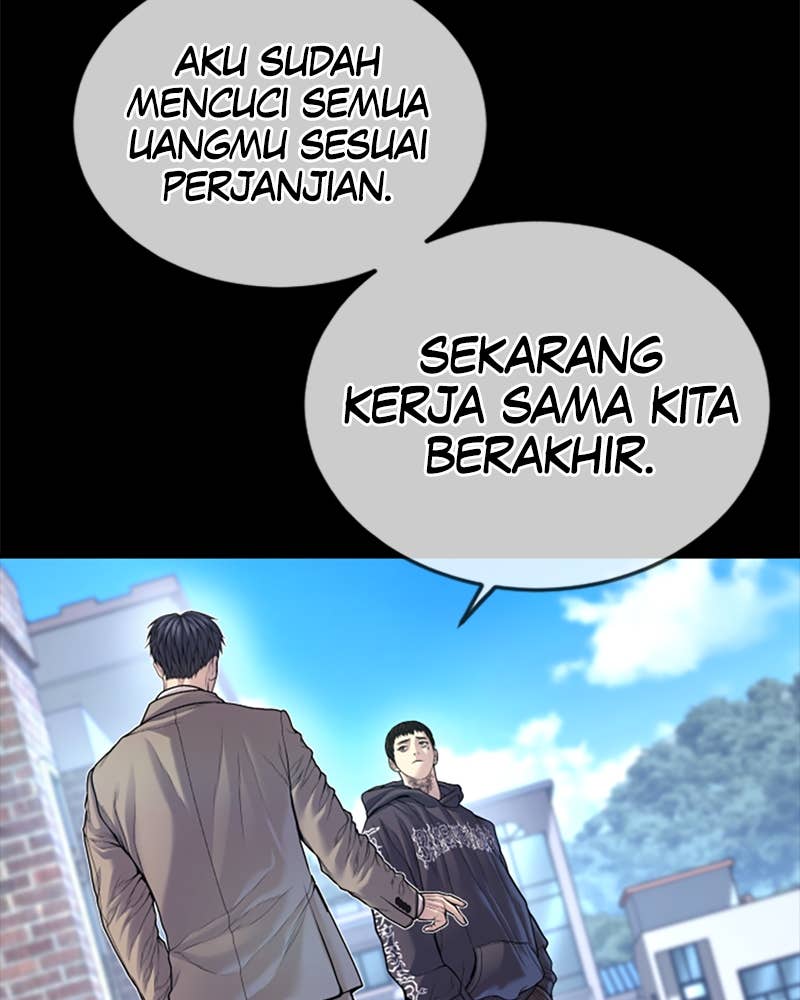 AKU SUDAH
MENCUCI SEMUA
UANGMU SESUAI
PERJANJIAN.
SEKARANG
KERJA SAMA KITA
BERAKHIR.